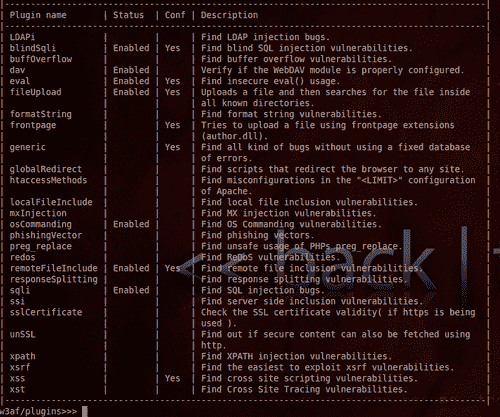 | Plugin name | Status | Conf | Description
| LDAPi | | | Find LDAP injection bugs.
| blindSqli | Enabled | Yes | Find blind SQL injection vulnerabilities.
| buffOverflow | | | Find buffer overflow vulnerabilities.
| dav | Enabled | | Verify if the WebDAV module is properly configured.
| eval | Enabled | Yes | Find insecure eval() usage.
| fileUpload | Enabled | Yes | Uploads a file and then searches for the file inside
| | | | all known directories.
| formatString | | | Find format string vulnerabilities.
| frontpage | | Yes | Tries to upload a file using frontpage extensions
| | | | (author.dll).
| generic | | Yes | Find all kind of bugs without using a fixed database
| | | | of errors.
| globalRedirect | | | Find scripts that redirect the browser to any site.
| htaccessMethods | | | Find misconfigurations in the "<LIMIT>" configuration
| | | | of Apache.
| localFileInclude | | | Find local file inclusion vulnerabilities.
| mxInjection | | | Find MX injection vulnerabilities.
| osCommanding | Enabled | | Find OS Commanding vulnerabilities.
| phishingVector | | | Find phishing vectors.
| preg_replace | | | Find unsafe usage of PHPs preg_replace.
| redos | | | Find ReDoS vulnerabilities.
| remoteFileInclude | Enabled | Yes | Find remote file inclusion vulnerabilities.
| responseSplitting | | | Find response splitting vulnerabilities.
| sqli | Enabled | | Find SQL injection bugs.
| ssi | | | Find server side inclusion vulnerabilities.
| sslCertificate | | | Check the SSL certificate validity( if https is being
| | | | used ).
| unSSL | | | Find out if secure content can also be fetched using
| | | | http.
| xpath | | | Find XPATH injection vulnerabilities.
| xsrf | | | Find the easiest to exploit xsrf vulnerabilities.
| xss | | Yes | Find cross site scripting vulnerabilities.
| xst | | | Find Cross Site Tracing vulnerabilities.
w3af/plugins>>>
<< back |